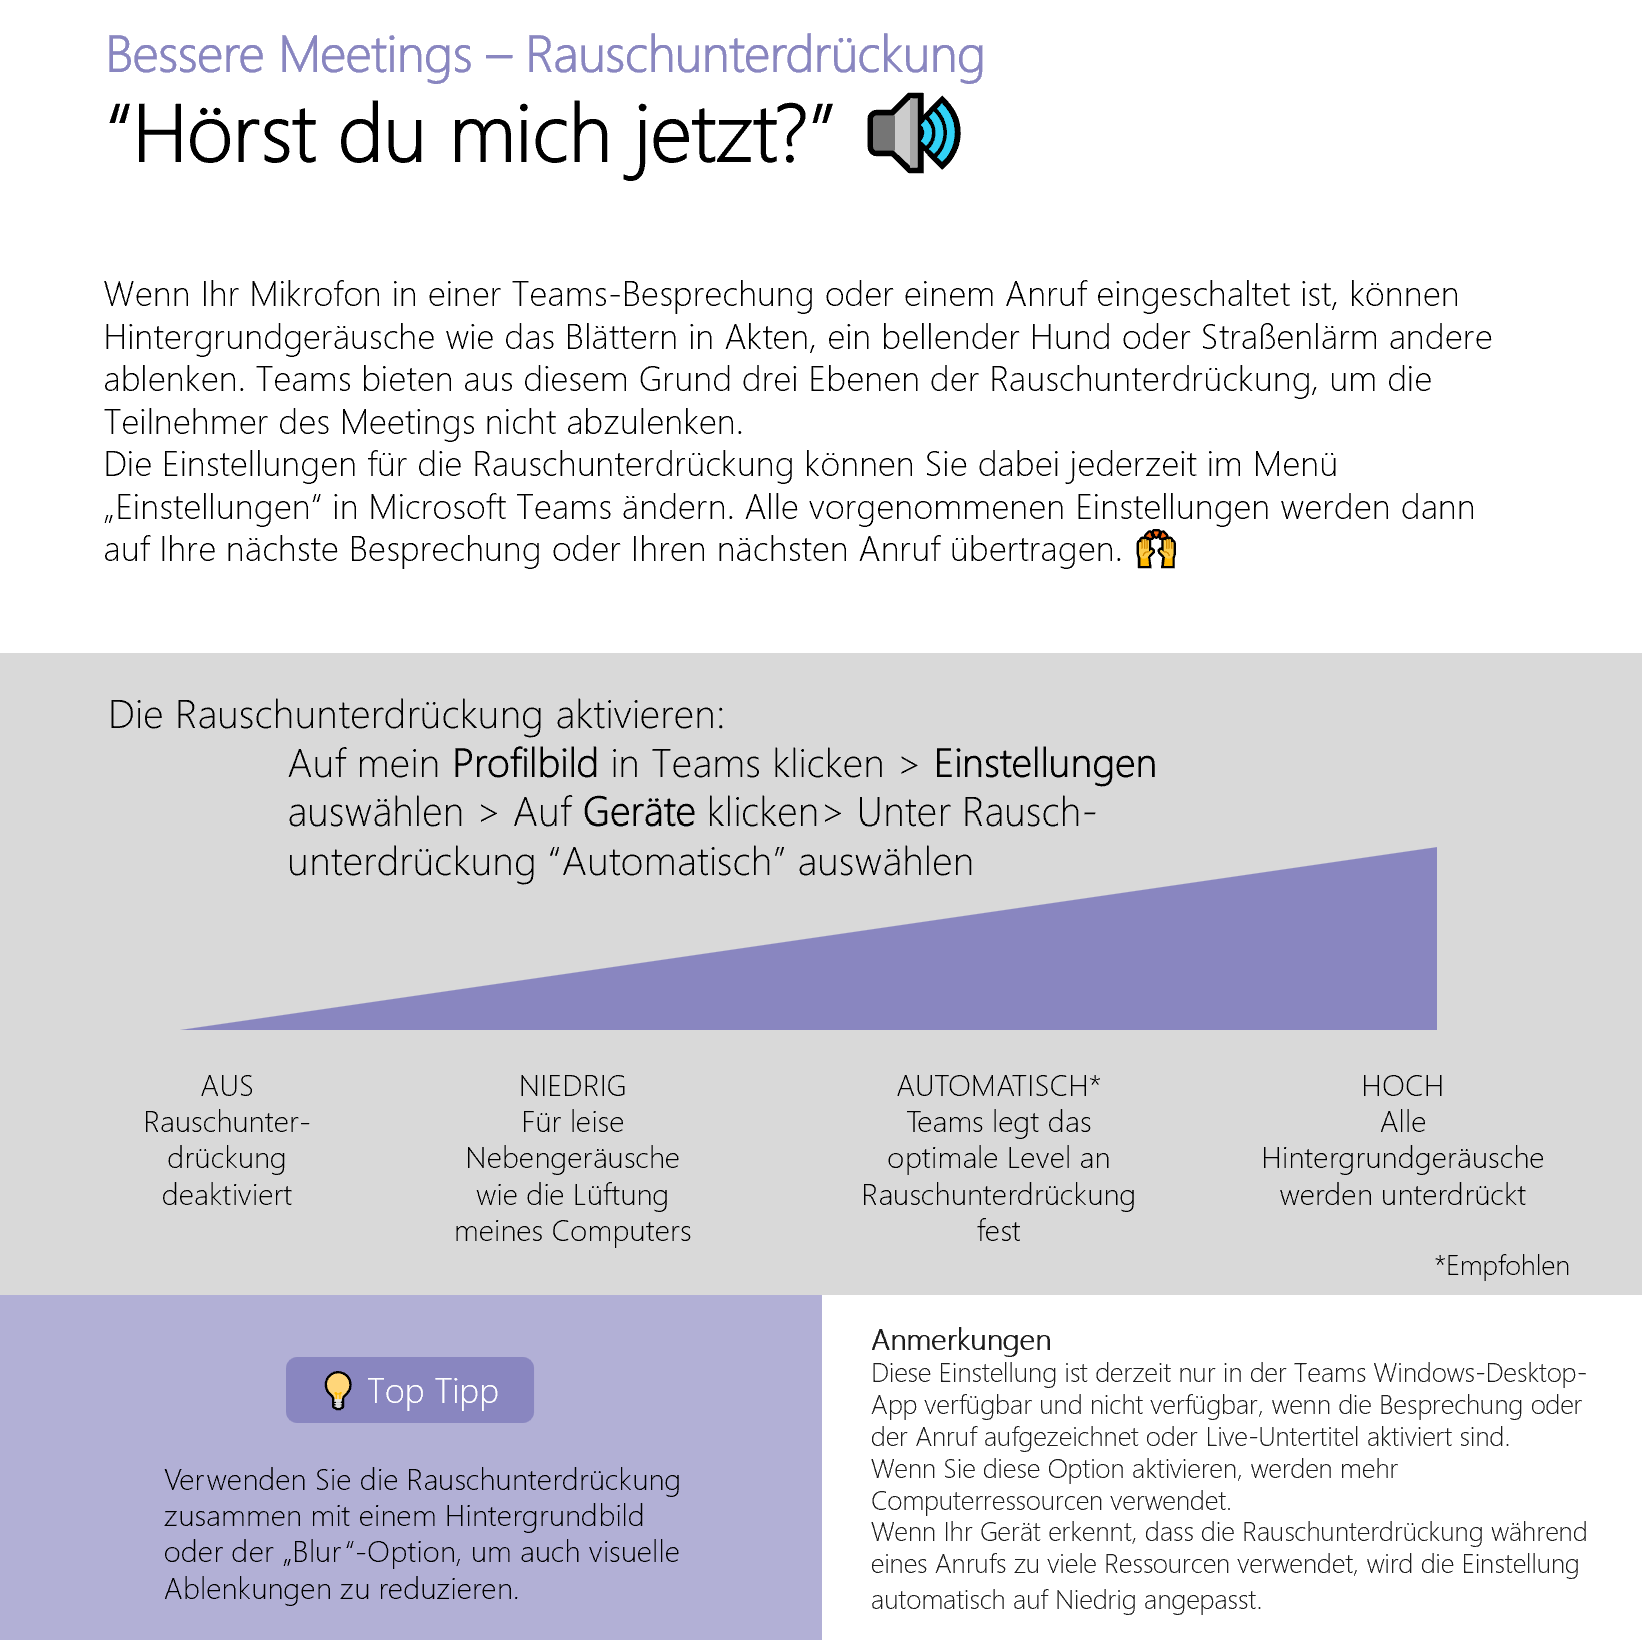 Bessere Meetings – Rauschunterdrückung
“Hörst du mich jetzt?”
Wenn Ihr Mikrofon in einer Teams-Besprechung oder einem Anruf eingeschaltet ist, können
Hintergrundgeräusche wie das Blättern in Akten, ein bellender Hund oder Straßenlärm andere
ablenken. Teams bieten aus diesem Grund drei Ebenen der Rauschunterdrückung, um die
Teilnehmer des Meetings nicht abzulenken.
Die Einstellungen für die Rauschunterdrückung können Sie dabei jederzeit im Menü
„Einstellungen“ in Microsoft Teams ändern. Alle vorgenommenen Einstellungen werden dann
auf Ihre nächste Besprechung oder Ihren nächsten Anruf übertragen.
Die Rauschunterdrückung aktivieren:
Auf mein Profilbild in Teams klicken > Einstellungen
auswählen > Auf Geräte klicken> Unter Rausch-
unterdrückung “Automatisch” auswählen
AUS
Rauschunter-
drückung
deaktiviert
NIEDRIG
Für leise
Nebengeräusche
wie die Lüftung
meines Computers
AUTOMATISCH*
Teams legt das
optimale Level an
Rauschunterdrückung
fest
HOCH
Alle
Hintergrundgeräusche
werden unterdrückt
*Empfohlen
Top Tipp
Verwenden Sie die Rauschunterdrückung
zusammen mit einem Hintergrundbild
oder der „Blur“-Option, um auch visuelle
Ablenkungen zu reduzieren.
Anmerkungen
Diese Einstellung ist derzeit nur in der Teams Windows-Desktop-
App verfügbar und nicht verfügbar, wenn die Besprechung oder
der Anruf aufgezeichnet oder Live-Untertitel aktiviert sind.
Wenn Sie diese Option aktivieren, werden mehr
Computerressourcen verwendet.
Wenn Ihr Gerät erkennt, dass die Rauschunterdrückung während
eines Anrufs zu viele Ressourcen verwendet, wird die Einstellung
automatisch auf Niedrig angepasst.